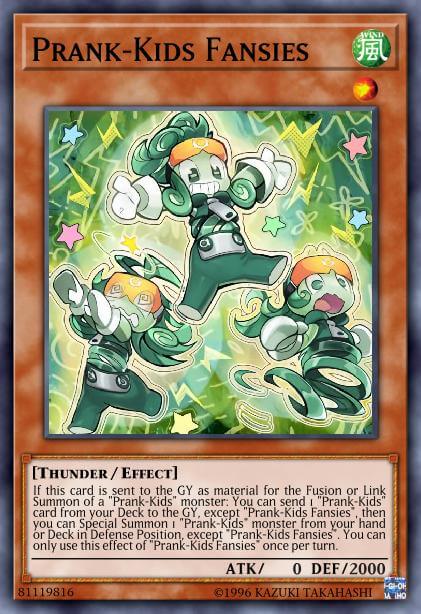 PRANK-KIDS FANSIES
WIND
風
[THUNDER / EFFECT]
If this card is sent to the GY as material for the Fusion or Link
Summon of a "Prank-Kids" monster: You can send 1 "Prank-Kids"
card from your Deck to the GY, except "Prank-Kids Fansies", then
you can Special Summon 1 "Prank-Kids" monster from your hand
or Deck in Defense Position, except "Prank-Kids Fansies". You can
only use this effect of "Prank-Kids Fansies" once per turn.
ATK/ 0 DEF/2000
81119816 ©1996 KAZUKI TAKAHASHI